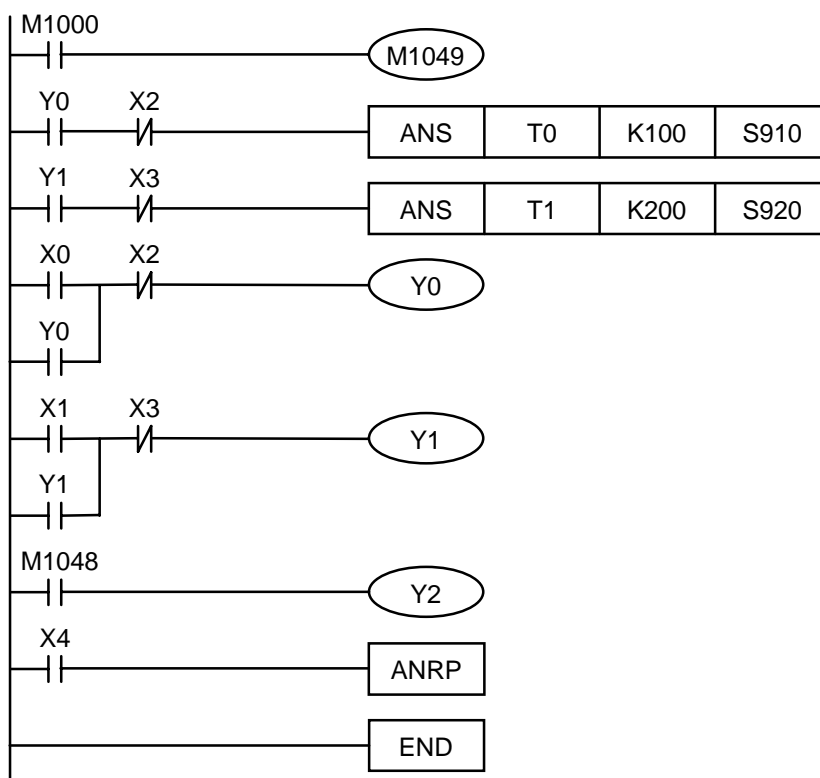 M1000
M1049
Y0 X2
ANS T0 K100 S910
Y1 X3
ANS T1 K200 S920
X0 X2
Y0
Y0
X1 X3
Y1
Y1
M1048
Y2
X4
ANRP
END